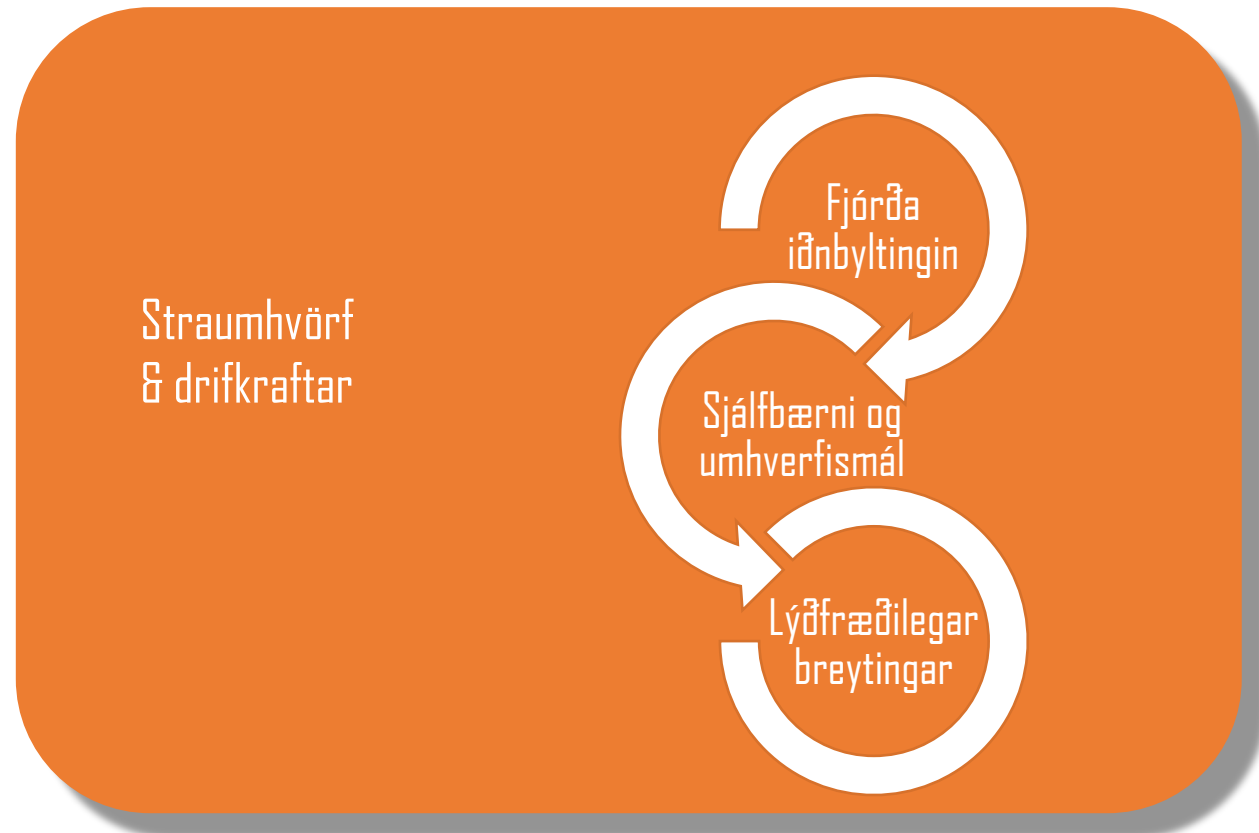 Straumhvörf
& drifkraftar
Fjórða
iðnbyltingin
Sjálfbærni og
umhverfismál
Lýðfræðilegar
breytingar